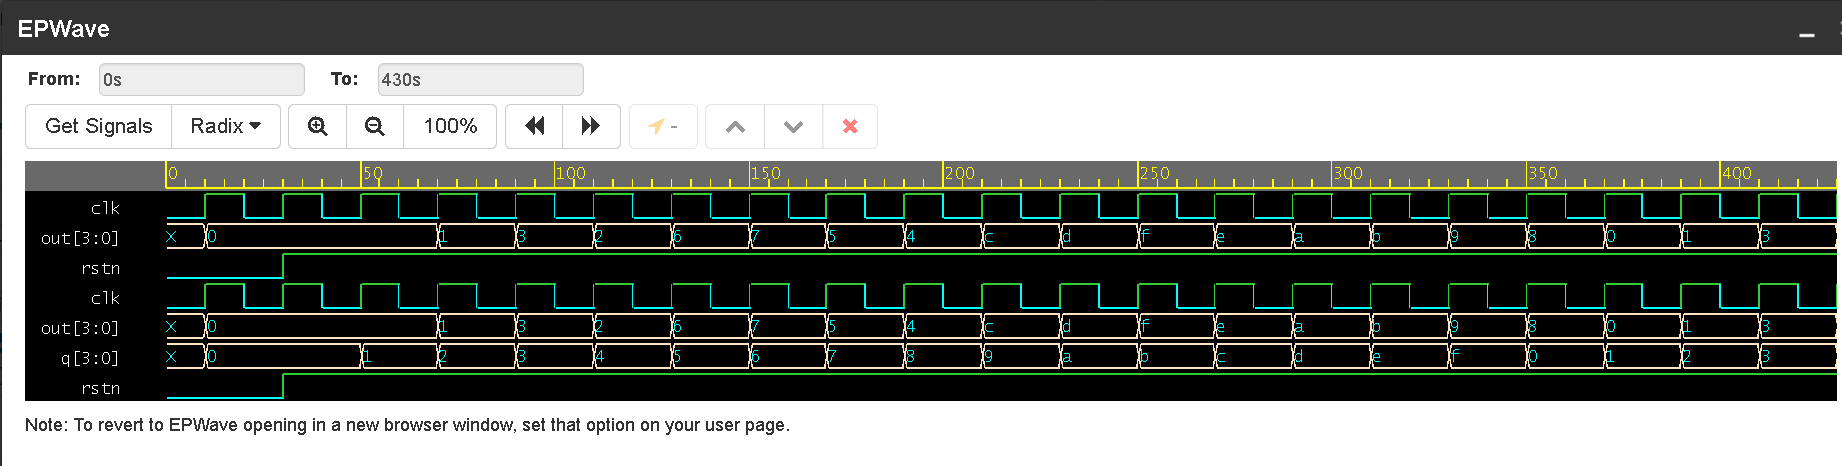 EPWave
From: 0s To: 430s
Get Signals Radix 100% -
0 50 100 150 200 250 300 350 400
clk
out[3:0] X 0 1 3 2 6 7 5 4 c d f e a b 9 8 0 1 3
rstn
clk
out[3:0] X 0 1 3 2 6 7 5 4 c d f e a b 9 8 0 1 3
q[3:0] X 0 1 2 3 4 5 6 7 8 9 a b c d e f 0 1 2 3
rstn
Note: To revert to EPWave opening in a new browser window, set that option on your user page.